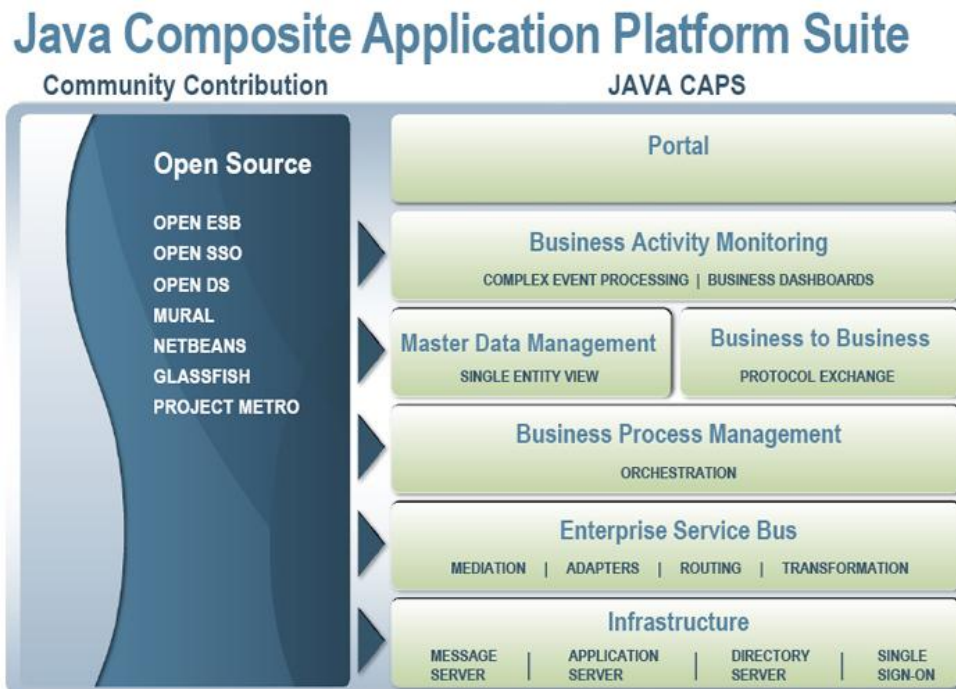 Java Composite Application Platform Suite
Community Contribution
JAVA CAPS
Open Source
OPEN ESB
OPEN SSO
OPEN DS
MURAL
NETBEANS
GLASSFISH
PROJECT METRO
Portal
Business Activity Monitoring
COMPLEX EVENT PROCESSING | BUSINESS DASHBOARDS
Master Data Management
SINGLE ENTITY VIEW
Business to Business
PROTOCOL EXCHANGE
Business Process Management
ORCHESTRATION
Enterprise Service Bus
MEDIATION | ADAPTERS | ROUTING | TRANSFORMATION
Infrastructure
MESSAGE SERVER | APPLICATION SERVER | DIRECTORY SERVER | SINGLE SIGN-ON